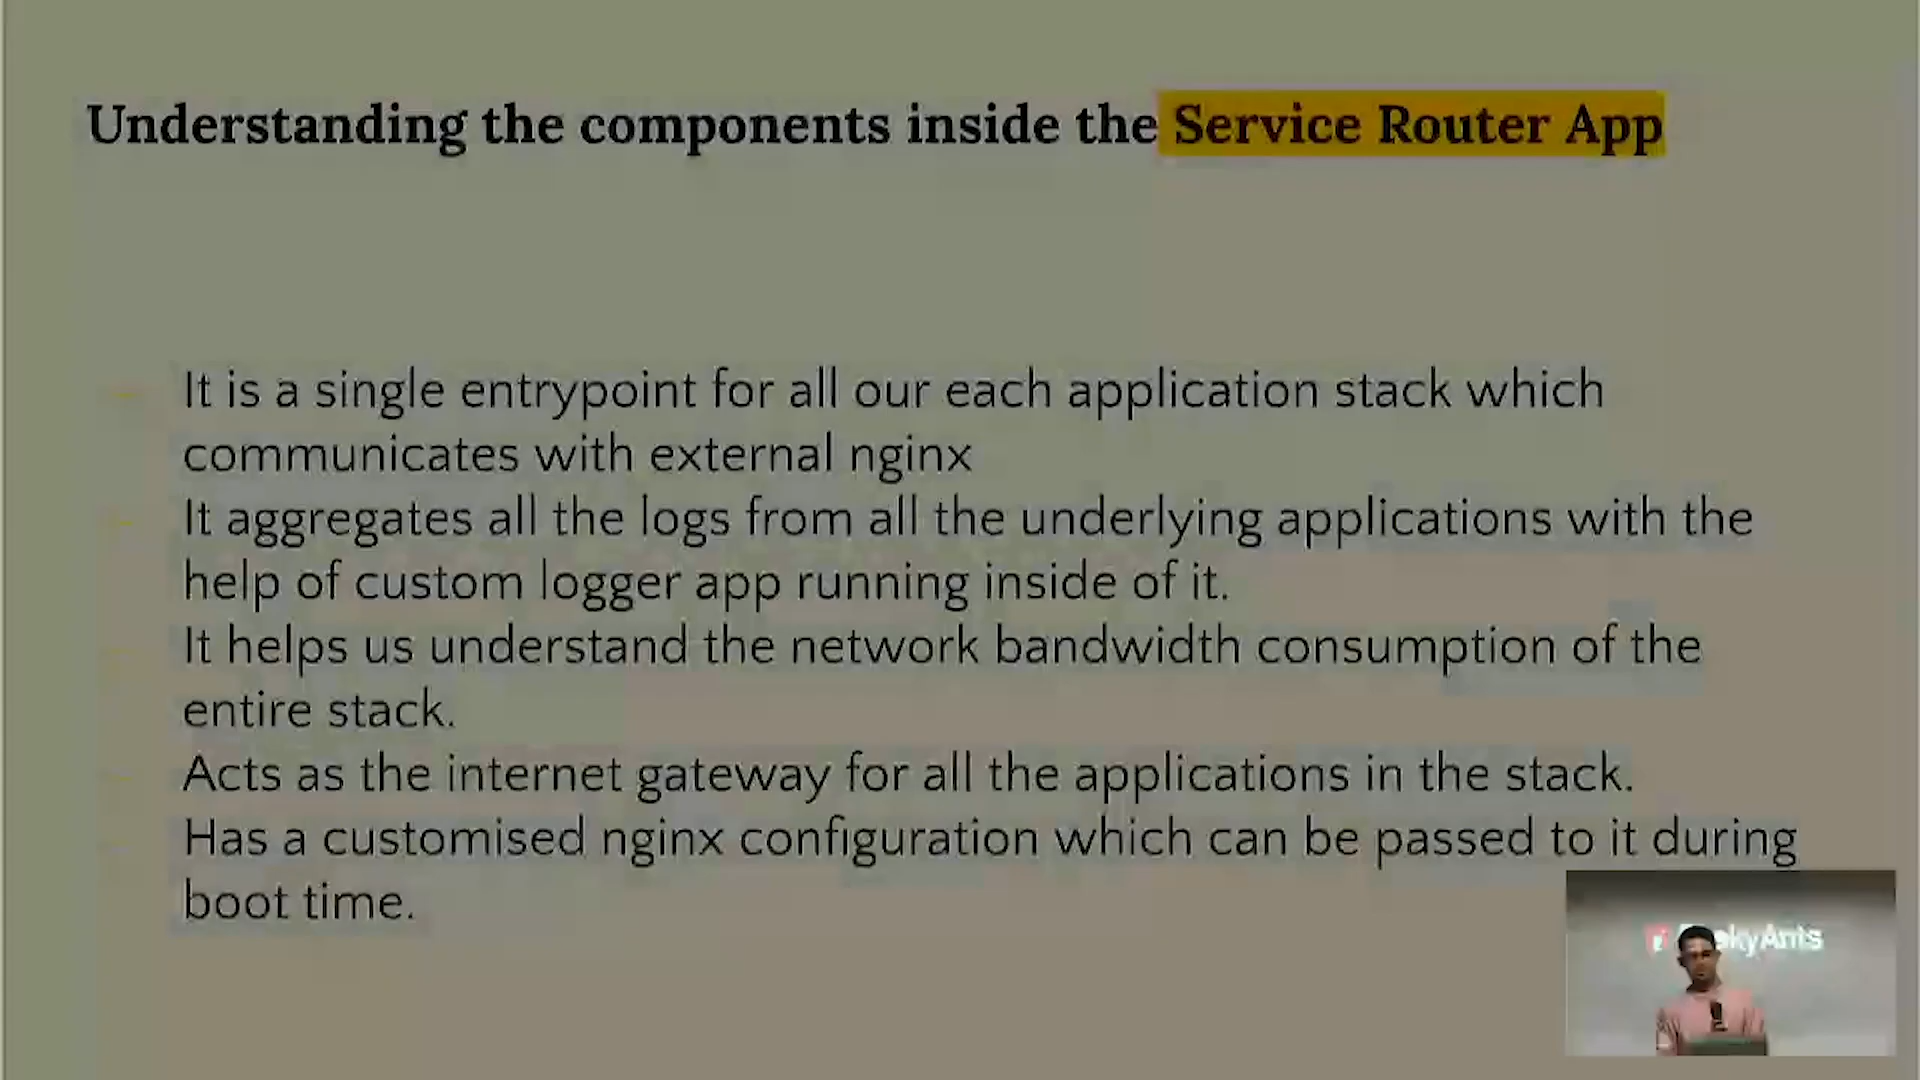 Understanding the components inside the Service Router App
It is a single entrypoint for all our each application stack which
communicates with external nginx
It aggregates all the logs from all the underlying applications with the
help of custom logger app running inside of it.
It helps us understand the network bandwidth consumption of the
entire stack.
Acts as the internet gateway for all the applications in the stack.
Has a customised nginx configuration which can be passed to it during
boot time.